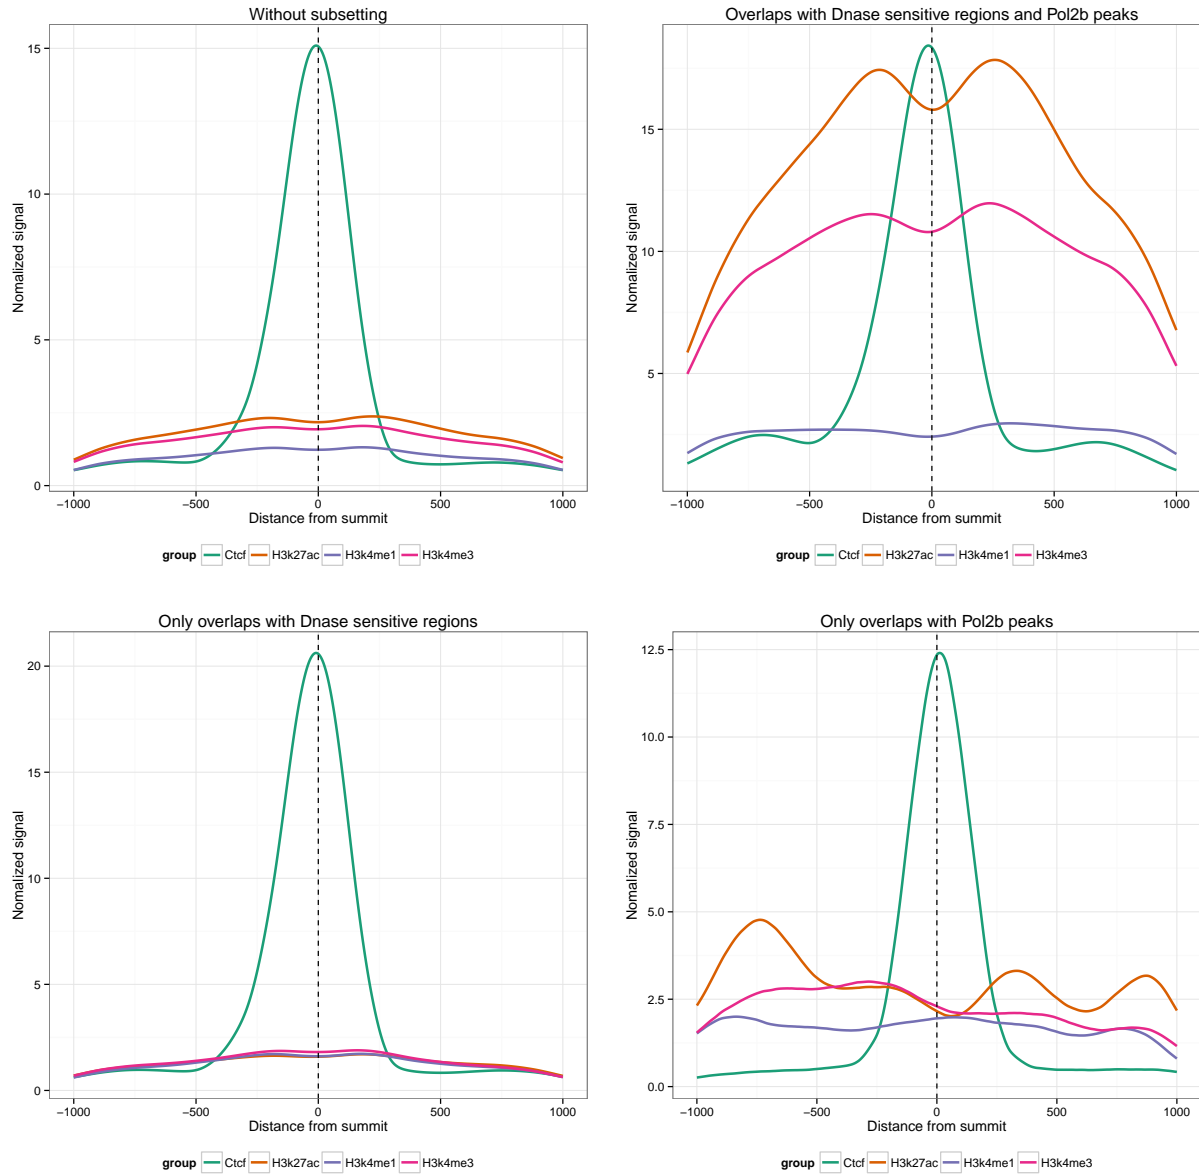 Without subsetting
15
10
5
0
Nomalized signal
−1000 −500 0 500 1000
Distance from summit
group Ctcf H3k27ac H3k4me1 H3k4me3
Overlaps with Dnase sensitive regions and Pol2b peaks
15
10
5
Nomalized signal
−1000 −500 0 500 1000
Distance from summit
group Ctcf H3k27ac H3k4me1 H3k4me3
Only overlaps with Dnase sensitive regions
20
15
10
5
0
Nomalized signal
−1000 −500 0 500 1000
Distance from summit
group Ctcf H3k27ac H3k4me1 H3k4me3
Only overlaps with Pol2b peaks
12.5
10.0
7.5
5.0
2.5
0.0
Nomalized signal
−1000 −500 0 500 1000
Distance from summit
group Ctcf H3k27ac H3k4me1 H3k4me3